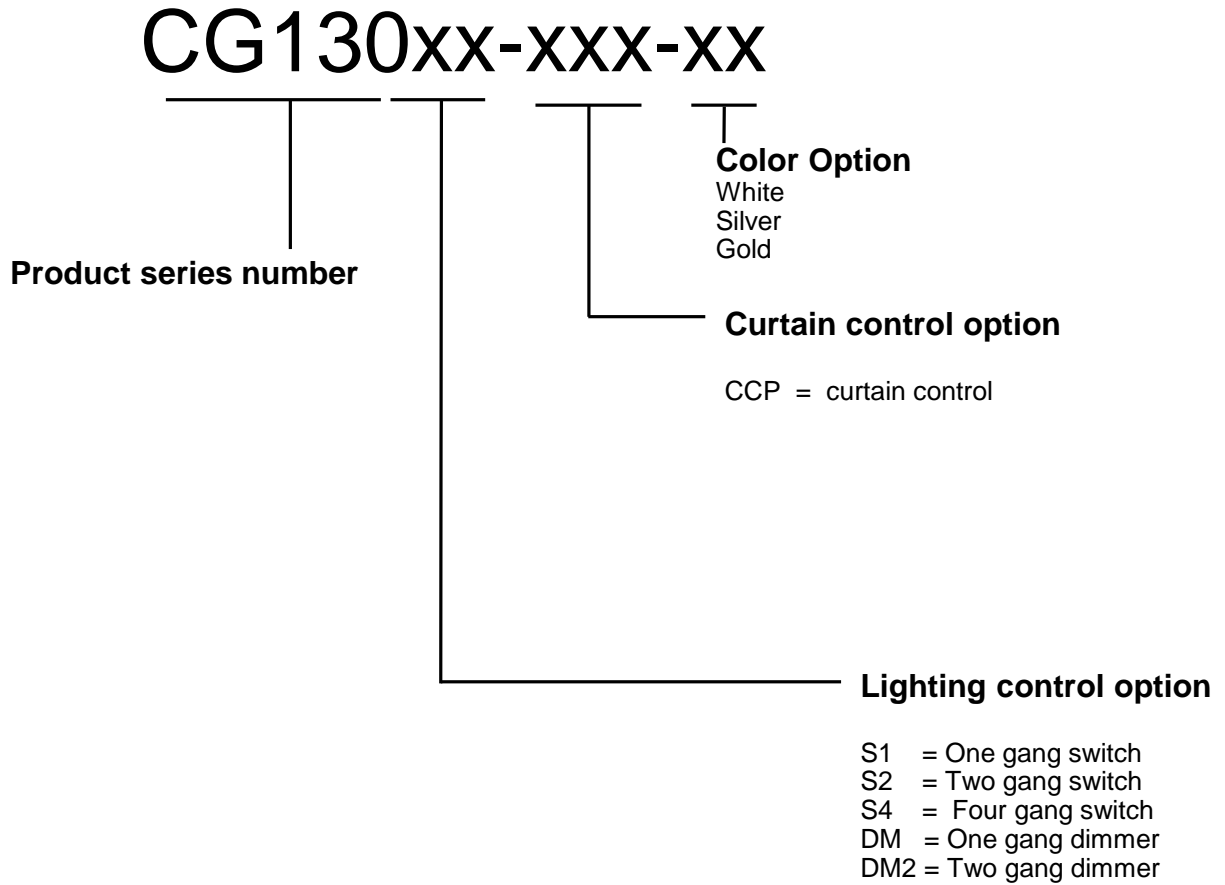 CG130xx-xxx-xx
Color Option
White
Silver
Gold
Product series number
Curtain control option
CCP = curtain control
Lighting control option
S1 = One gang switch
S2 = Two gang switch
S4 = Four gang switch
DM = One gang dimmer
DM2 = Two gang dimmer